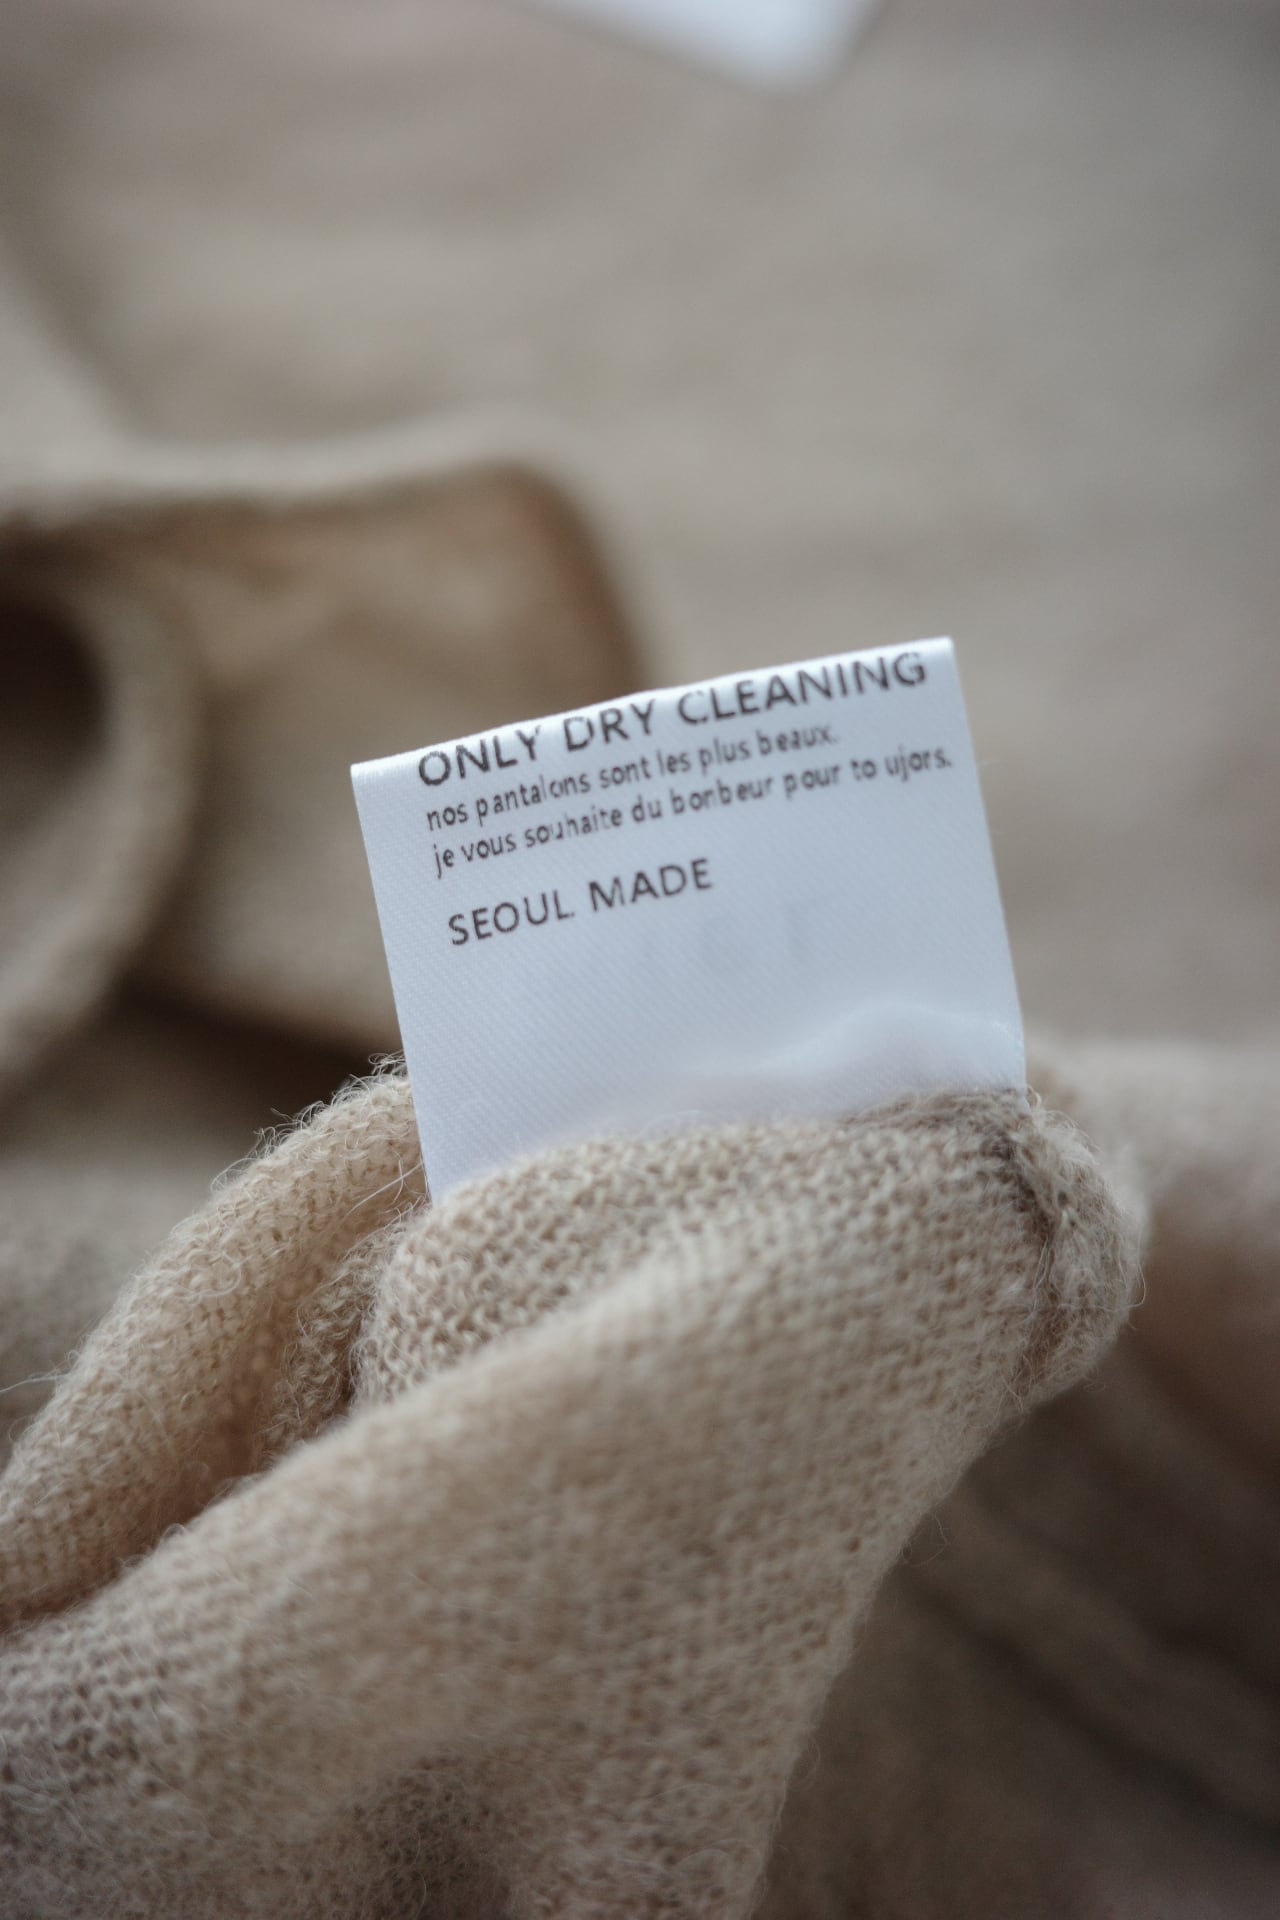 ONLY DRY CLEANING
nos pantalons sont les plus beaux.
je vous souhaite du bonbeur pour to ujors.
SEOUL MADE